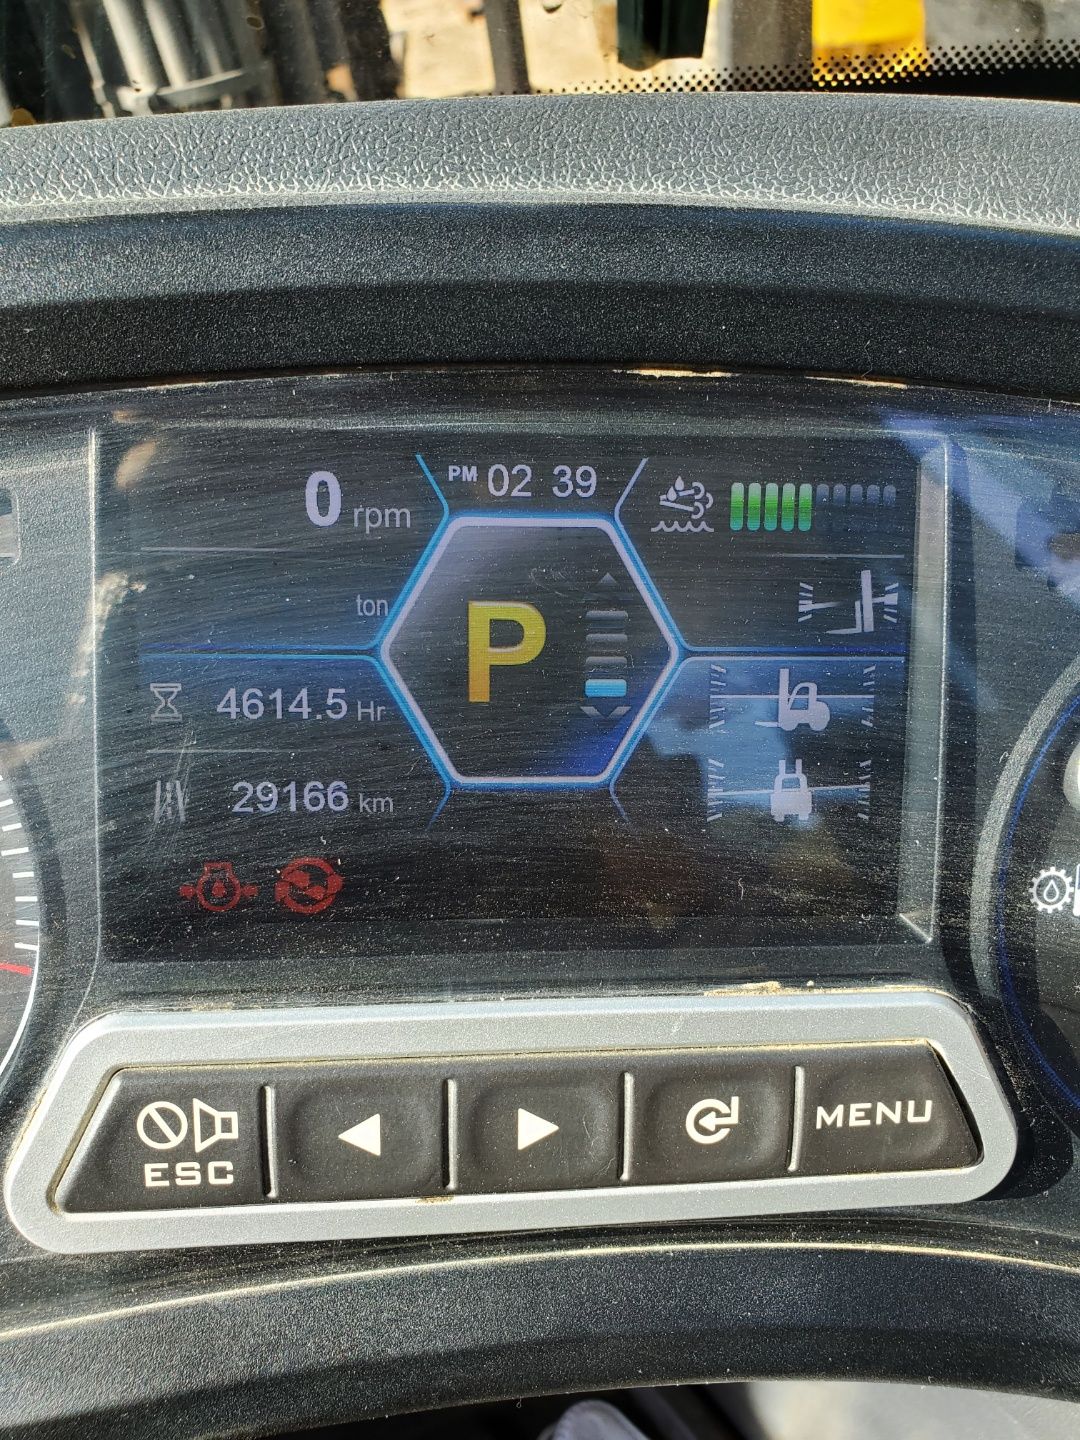 0 rpm
PM 02 39
ton
P
4614.5 Hr
29166 km
ESC
MENU